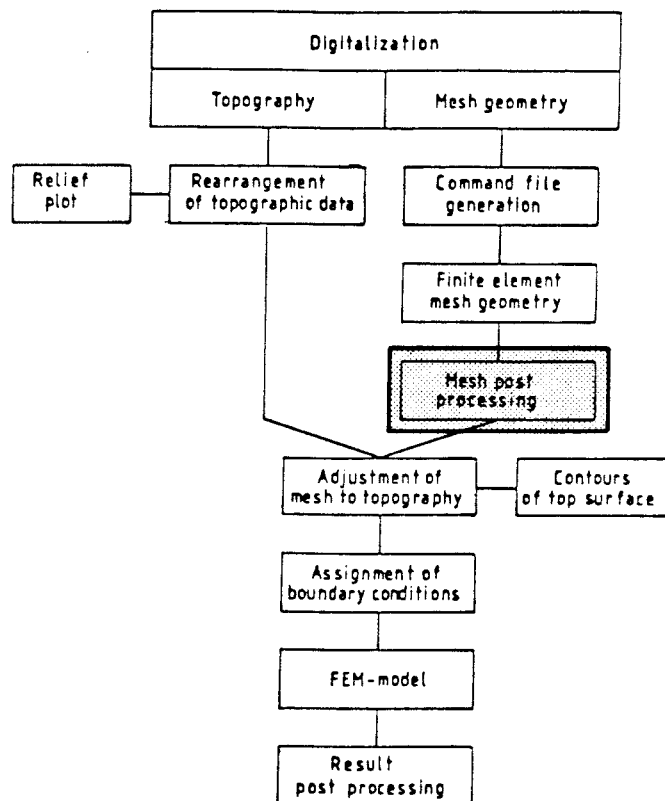 Digitalization
Topography
Mesh geometry
Relief
plot
Rearrangement
of topographic data
Command file
generation
Finite element
mesh geometry
Mesh post
processing
Adjustment of
mesh to topography
Contours
of top surface
Assignment of
boundary conditions
FEM-model
Result
post processing